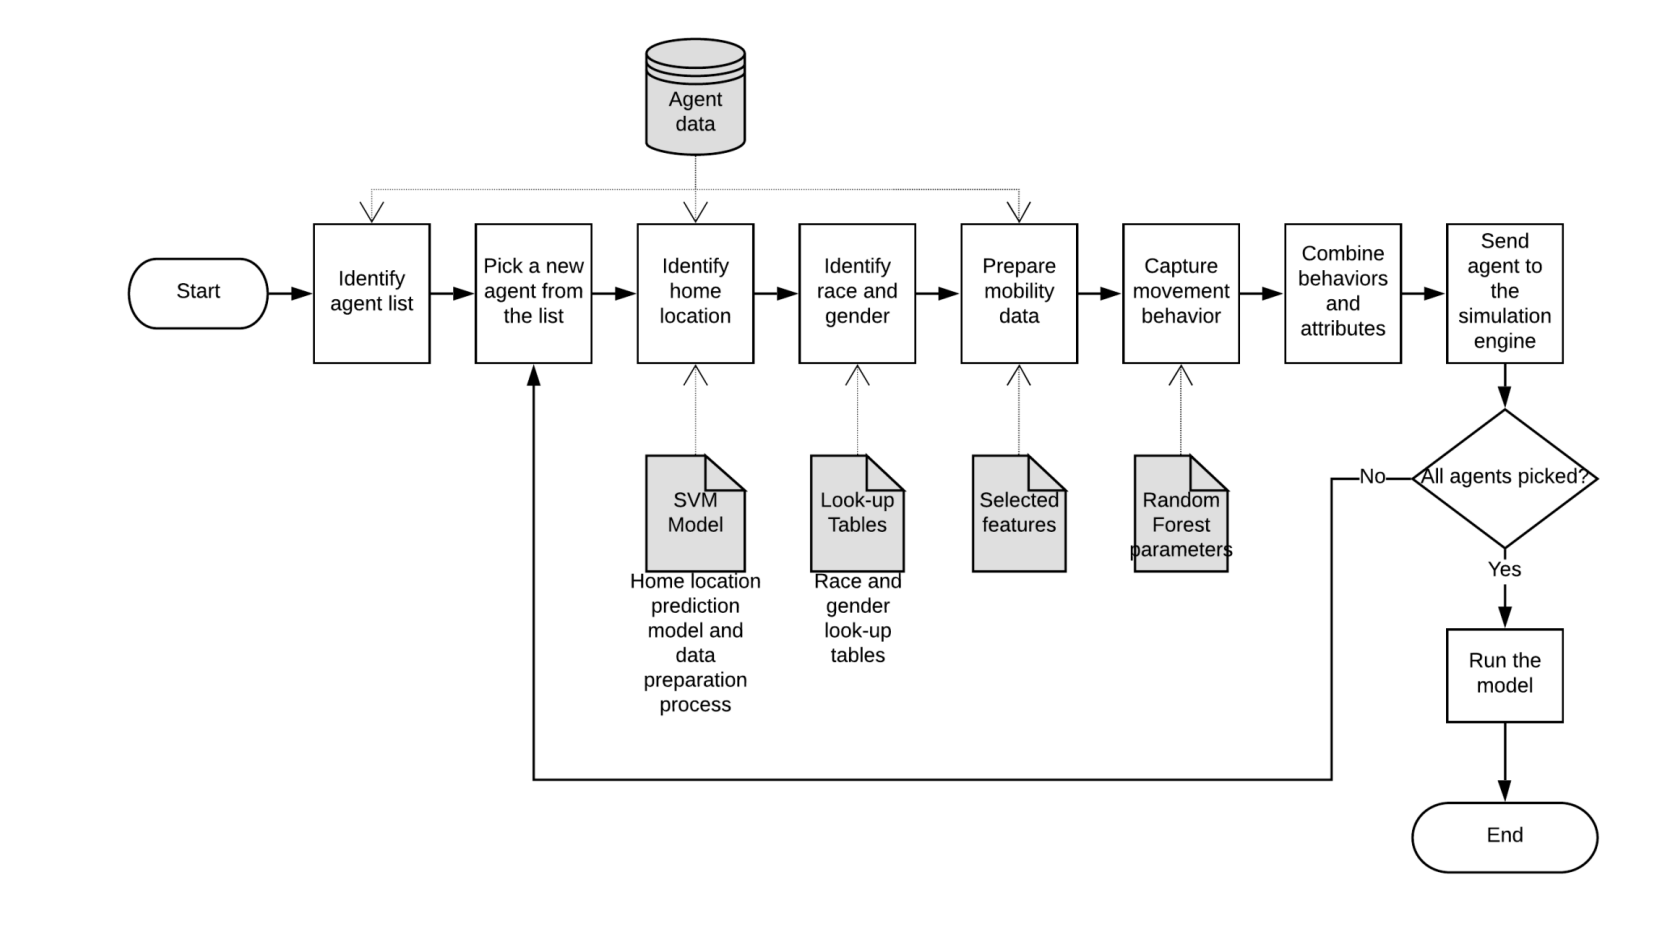 Agent
data
Start
Identify
agent list
Pick a new
agent from
the list
Identify
home
location
Identify
race and
gender
Prepare
mobility
data
Capture
movement
behavior
Combine
behaviors
and
attributes
Send
agent to
the
simulation
engine
SVM
Model
Home location
prediction
model and
data
preparation
process
Look-up
Tables
Race and
gender
look-up
tables
Selected
features
Random
Forest
parameters
No
All agents picked?
Yes
Run the
model
End